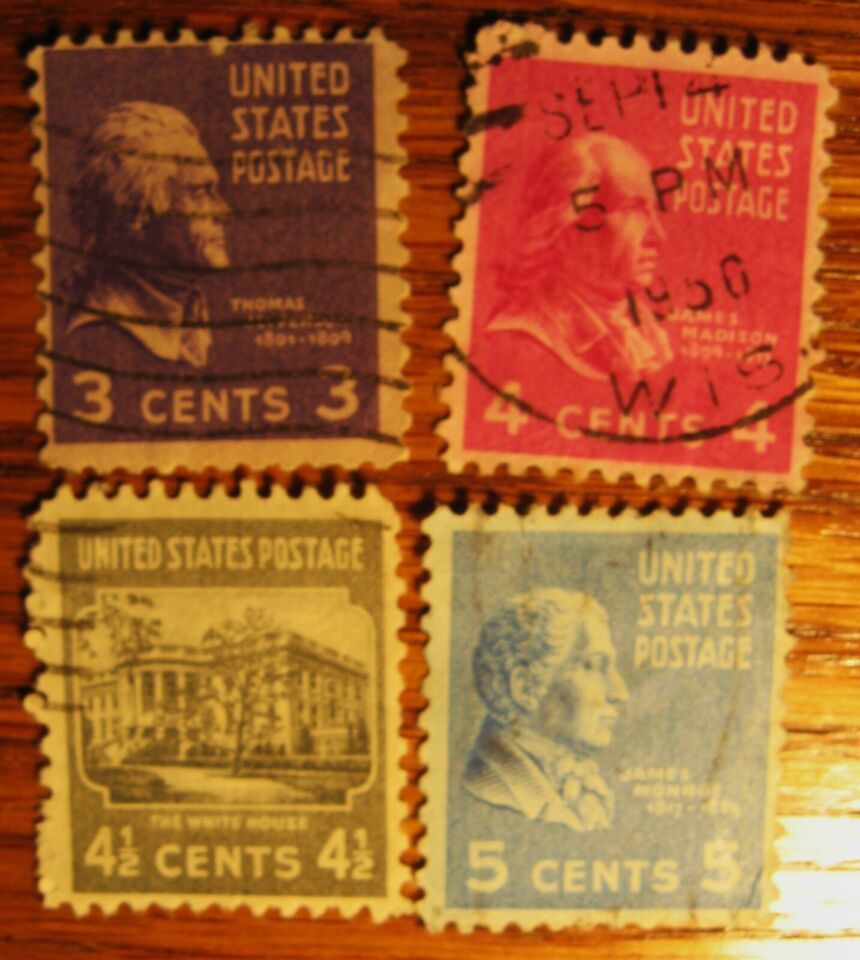 UNITED
STATES
POSTAGE
THOMAS
JEFFERSON
1801-1809
3 CENTS 3
UNITED
STATES
POSTAGE
JAMES
MADISON
4 CENTS 4
SEP 14
5 PM
1950
WIS.
UNITED STATES POSTAGE
THE WHITE HOUSE
4½ CENTS 4½
UNITED
STATES
POSTAGE
JAMES
MONROE
5 CENTS 5